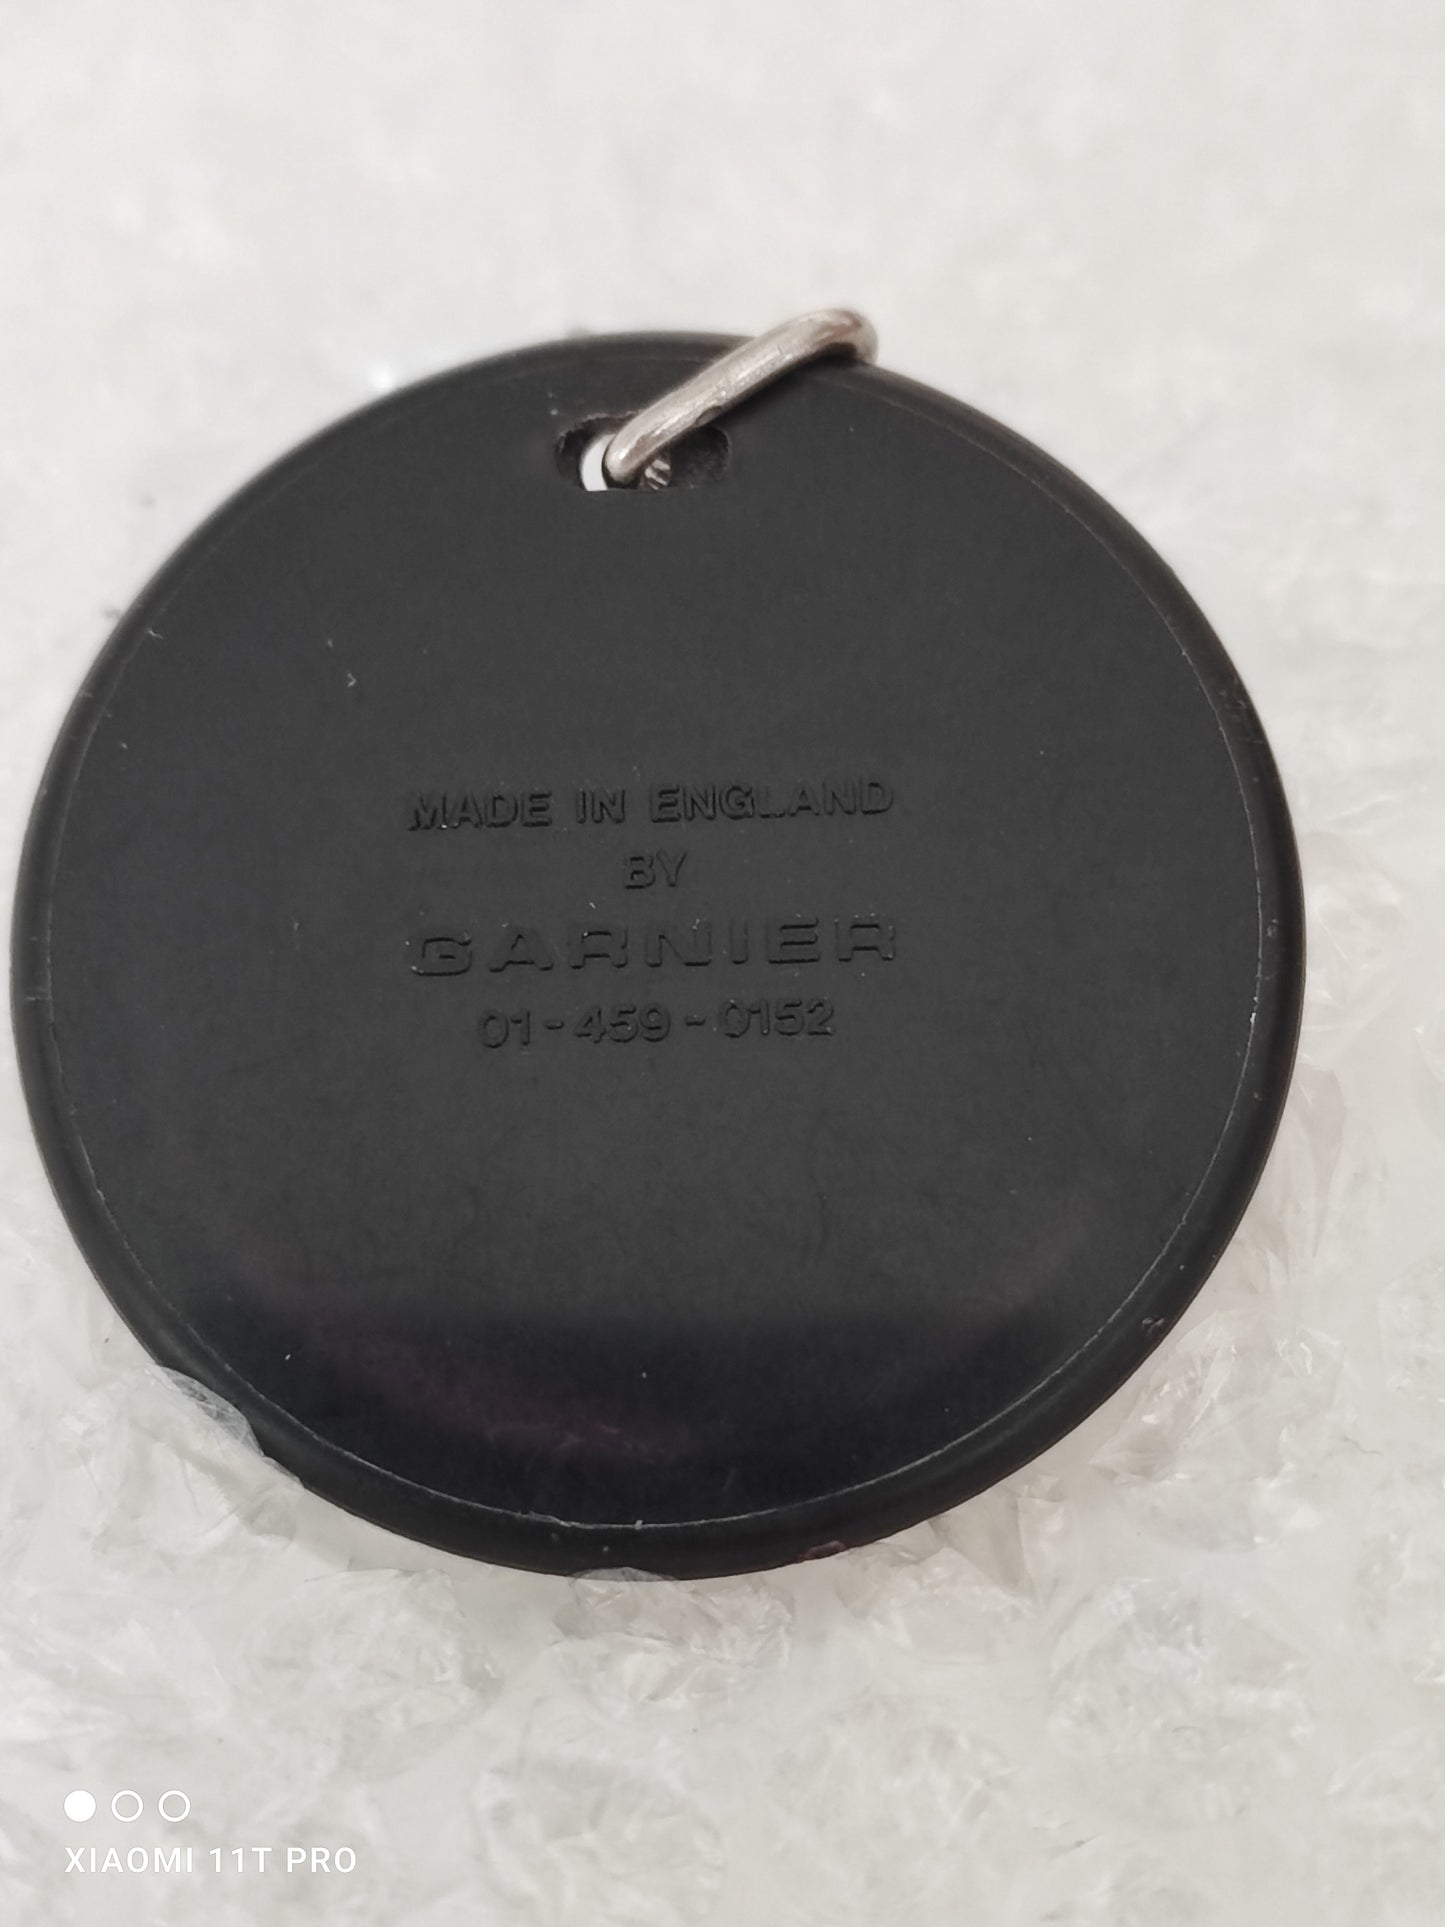 MADE IN ENGLAND
BY
GARNIER
01-459-0152
XIAOMI 11T PRO